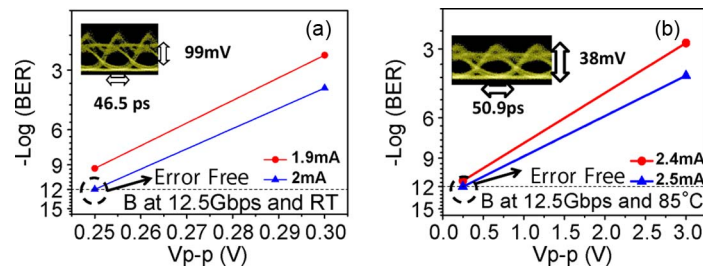 (a)
99mV
46.5 ps
-Log (BER)
3
6
9
12
15
1.9mA
2mA
Error Free
B at 12.5Gbps and RT
0.25 0.26 0.27 0.28 0.29 0.30
Vp-p (V)
(b)
38mV
50.9ps
-Log (BER)
3
6
9
12
15
2.4mA
2.5mA
Error Free
B at 12.5Gbps and 85°C
0.0 0.5 1.0 1.5 2.0 2.5 3.0
Vp-p (V)